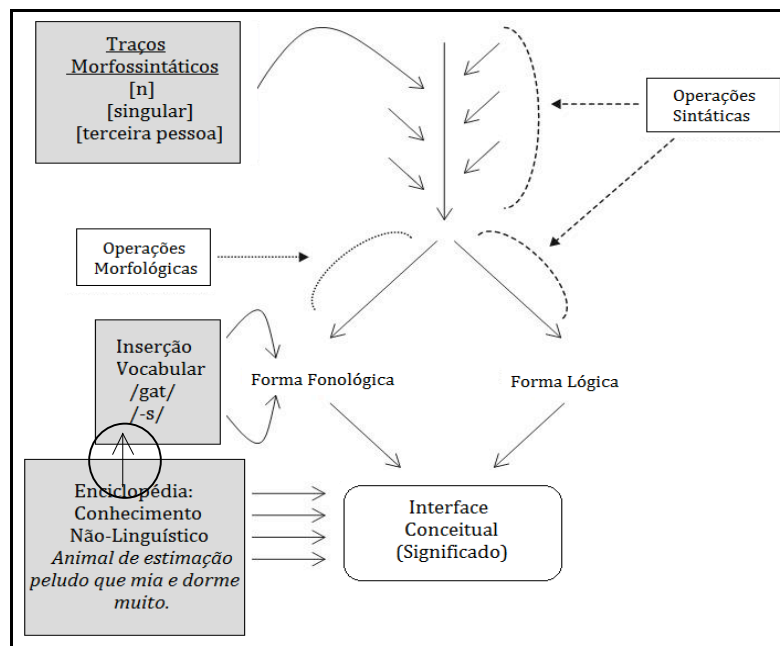 Traços
Morfossintáticos
[n]
[singular]
[terceira pessoa]
Operações
Sintáticas
Operações
Morfológicas
Inserção
Vocabular
/gat/
/-s/
Forma Fonológica
Forma Lógica
Enciclopédia:
Conhecimento
Não-Linguístico
Animal de estimação
peludo que mia e dorme
muito.
Interface
Conceitual
(Significado)